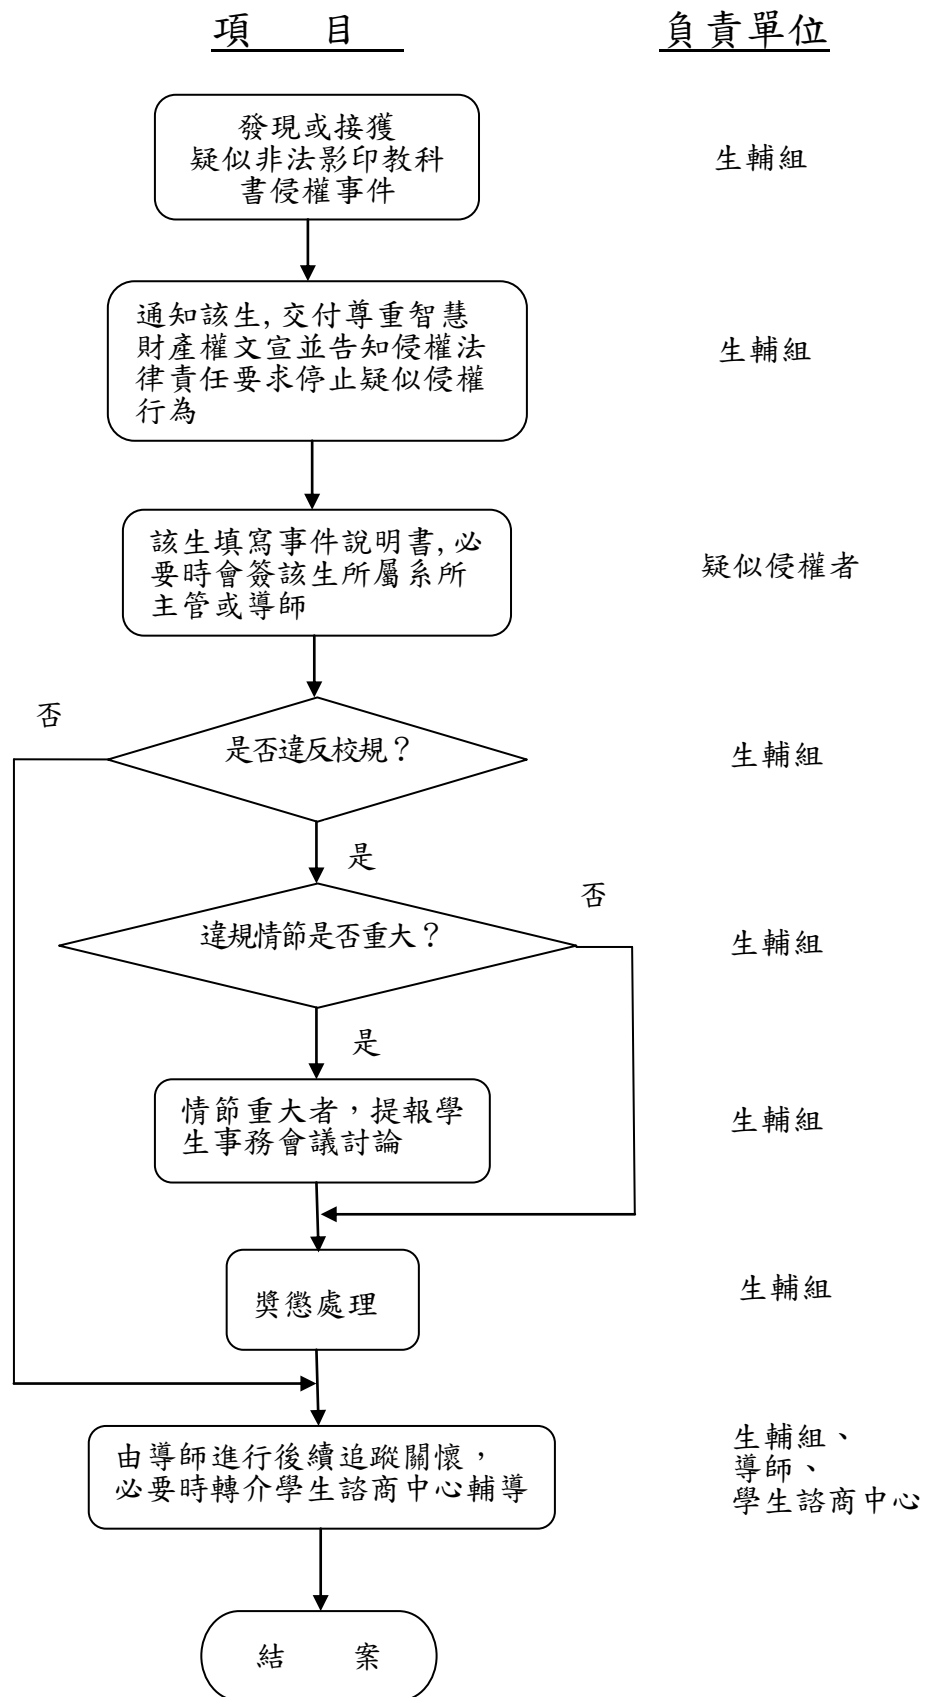 項 目 負責單位
發現或接獲
疑似非法影印教科
書侵權事件
生輔組
通知該生,交付尊重智慧
財產權文宣並告知侵權法
律責任要求停止疑似侵權
行為
生輔組
該生填寫事件說明書,必
要時會簽該生所屬系所
主管或導師
疑似侵權者
否
是否違反校規？
生輔組
是
否
違規情節是否重大？
生輔組
是
情節重大者，提報學
生事務會議討論
生輔組
獎懲處理
生輔組
由導師進行後續追蹤關懷，
必要時轉介學生諮商中心輔導
生輔組、
導師、
學生諮商中心
結 案